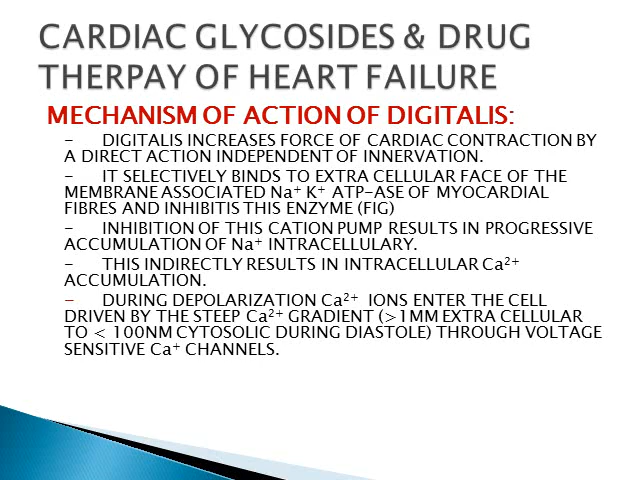 CARDIAC GLYCOSIDES & DRUG
THERPAY OF HEART FAILURE
MECHANISM OF ACTION OF DIGITALIS:
- DIGITALIS INCREASES FORCE OF CARDIAC CONTRACTION BY
A DIRECT ACTION INDEPENDENT OF INNERVATION.
- IT SELECTIVELY BINDS TO EXTRA CELLULAR FACE OF THE
MEMBRANE ASSOCIATED Na⁺ K⁺ ATP-ASE OF MYOCARDIAL
FIBRES AND INHIBITIS THIS ENZYME (FIG)
- INHIBITION OF THIS CATION PUMP RESULTS IN PROGRESSIVE
ACCUMULATION OF Na⁺ INTRACELLULARY.
- THIS INDIRECTLY RESULTS IN INTRACELLULAR Ca²⁺
ACCUMULATION.
- DURING DEPOLARIZATION Ca²⁺ IONS ENTER THE CELL
DRIVEN BY THE STEEP Ca²⁺ GRADIENT (>1MM EXTRA CELLULAR
TO < 100NM CYTOSOLIC DURING DIASTOLE) THROUGH VOLTAGE
SENSITIVE Ca⁺ CHANNELS.